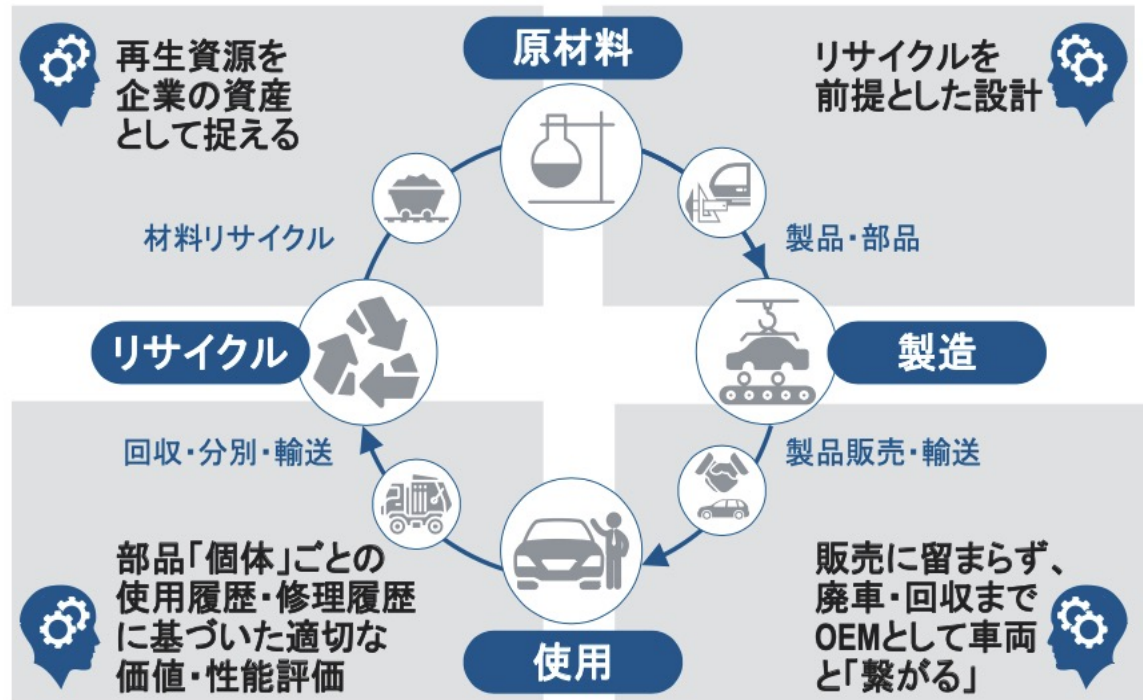 原材料
再生資源を
企業の資産
として捉える
リサイクルを
前提とした設計
材料リサイクル
製品・部品
リサイクル
製造
回収・分別・輸送
製品販売・輸送
部品「個体」ごとの
使用履歴・修理履歴
に基づいた適切な
価値・性能評価
販売に留まらず、
廃車・回収まで
OEMとして車両
と「繋がる」
使用